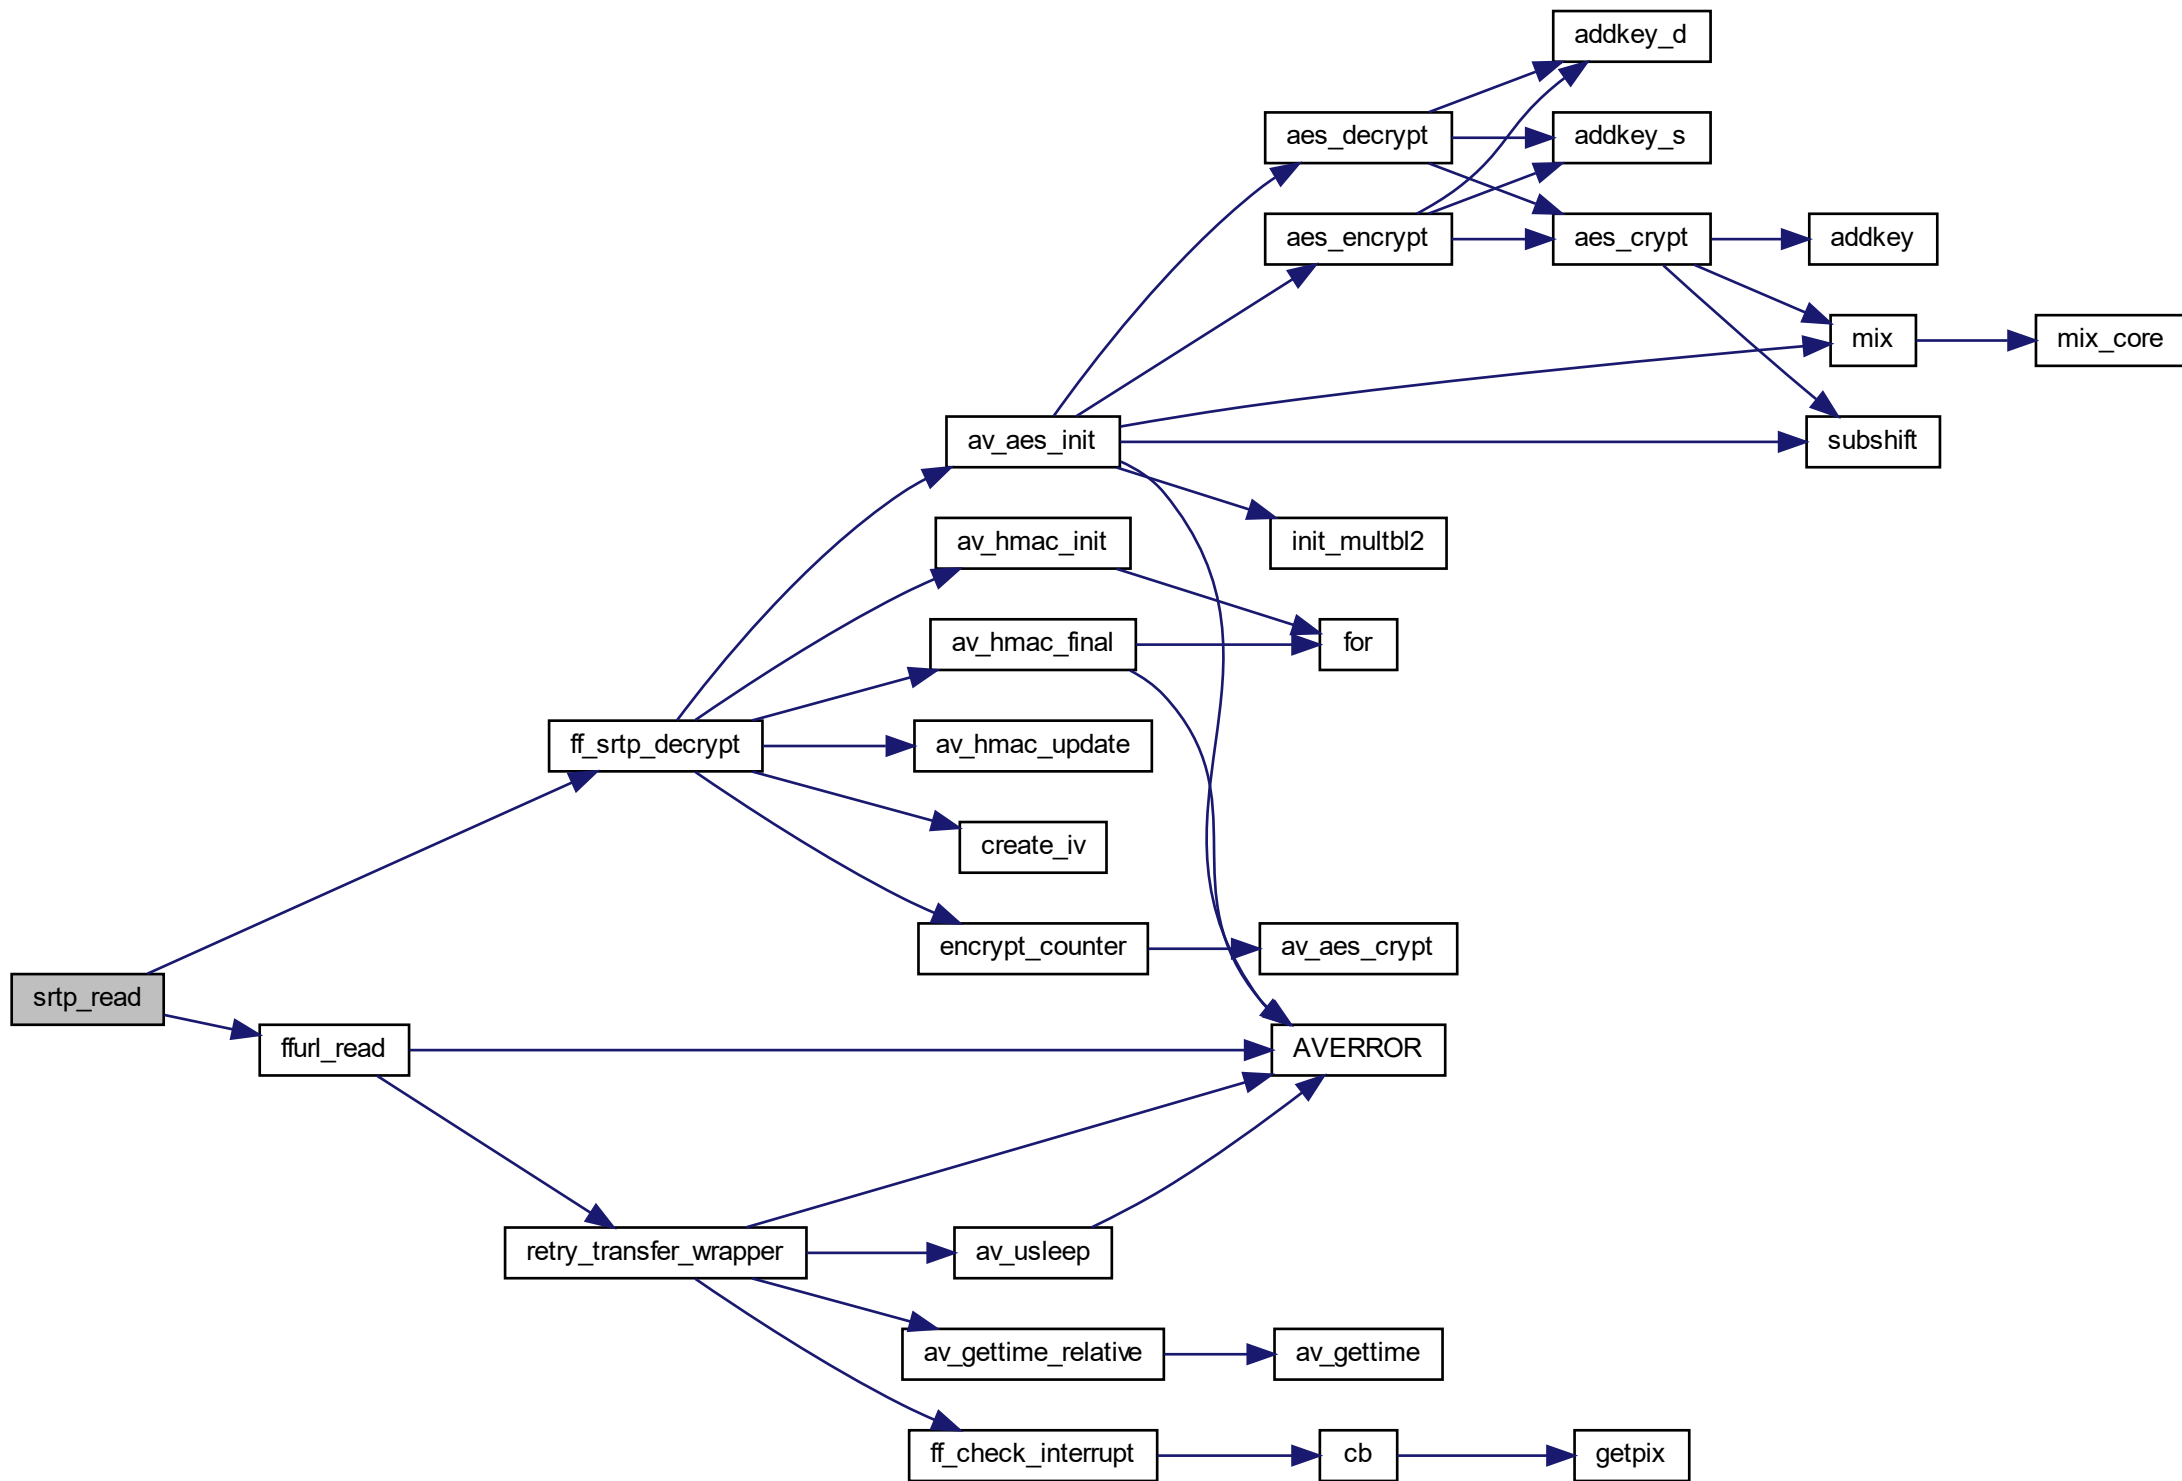 addkey_d
aes_decrypt
addkey_s
aes_encrypt
aes_crypt
addkey
mix
mix_core
av_aes_init
subshift
av_hmac_init
init_multbl2
av_hmac_final
for
ff_srtp_decrypt
av_hmac_update
create_iv
encrypt_counter
av_aes_crypt
srtp_read
ffurl_read
AVERROR
retry_transfer_wrapper
av_usleep
av_gettime_relative
av_gettime
ff_check_interrupt
cb
getpix